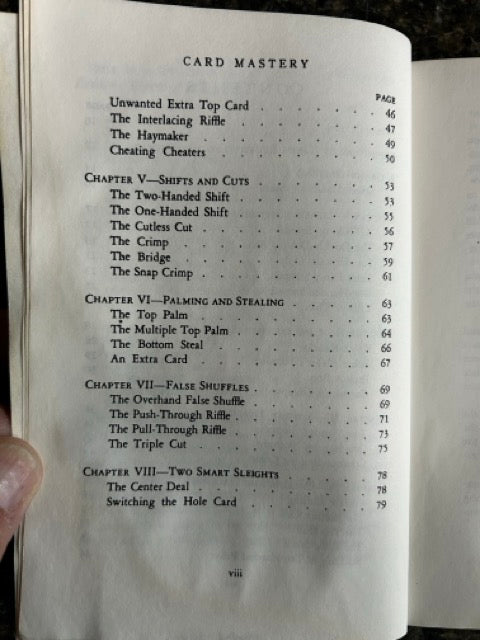 CARD MASTERY
PAGE
Unwanted Extra Top Card . . . . . . . 46
The Interlacing Riffle . . . . . . . . 47
The Haymaker . . . . . . . . . 49
Cheating Cheaters . . . . . . . . . 50
CHAPTER V—SHIFTS AND CUTS . . . . . . . 53
The Two-Handed Shift . . . . . . . . 53
The One-Handed Shift . . . . . . . . 55
The Cutless Cut . . . . . . . . . 56
The Crimp . . . . . . . . . . 57
The Bridge . . . . . . . . . . 59
The Snap Crimp . . . . . . . . . 61
CHAPTER VI—PALMING AND STEALING . . . . . 63
The Top Palm . . . . . . . . . 63
The Multiple Top Palm . . . . . . . . 64
The Bottom Steal . . . . . . . . . 66
An Extra Card . . . . . . . . . 67
CHAPTER VII—FALSE SHUFFLES . . . . . . . 69
The Overhand False Shuffle . . . . . . . 69
The Push-Through Riffle . . . . . . . . 71
The Pull-Through Riffle . . . . . . . . 73
The Triple Cut . . . . . . . . . 75
CHAPTER VIII—TWO SMART SLEIGHTS . . . . . 78
The Center Deal . . . . . . . . . 78
Switching the Hole Card . . . . . . . 79
viii